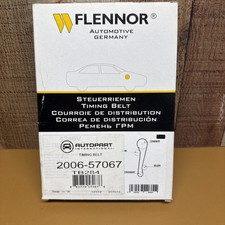 FLENNOR
AUTOMOTIVE
GERMANY
STEUERRIEMEN
TIMING BELT
COURROIE DE DISTRIBUTION
CORREA DE DISTRIBUCIÓN
РЕМЕНЬ ГРМ
AUTOPART
INTERNATIONAL
TIMING BELT
2006-57067
TB284